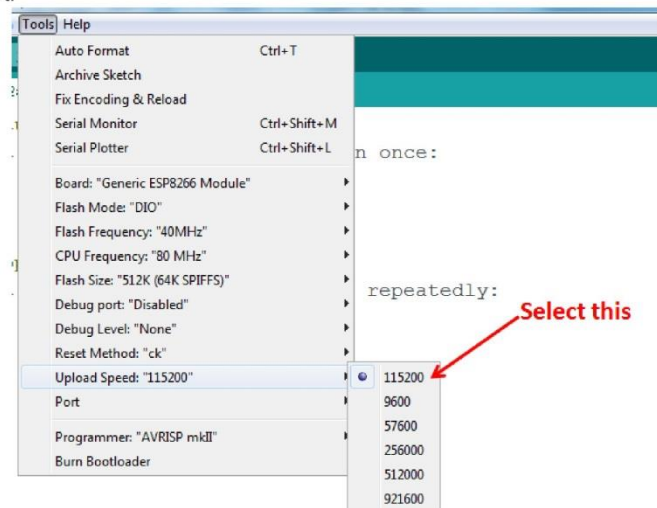 Tools Help
Auto Format Ctrl+T
Archive Sketch
Fix Encoding & Reload
Serial Monitor Ctrl+Shift+M
Serial Plotter Ctrl+Shift+L
n once:
Board: "Generic ESP8266 Module"
Flash Mode: "DIO"
Flash Frequency: "40MHz"
CPU Frequency: "80 MHz"
Flash Size: "512K (64K SPIFFS)"
repeatedly:
Debug port: "Disabled"
Select this
Debug Level: "None"
Reset Method: "ck"
Upload Speed: "115200"
115200
Port
9600
57600
Programmer: "AVRISP mkII"
256000
Burn Bootloader
512000
921600